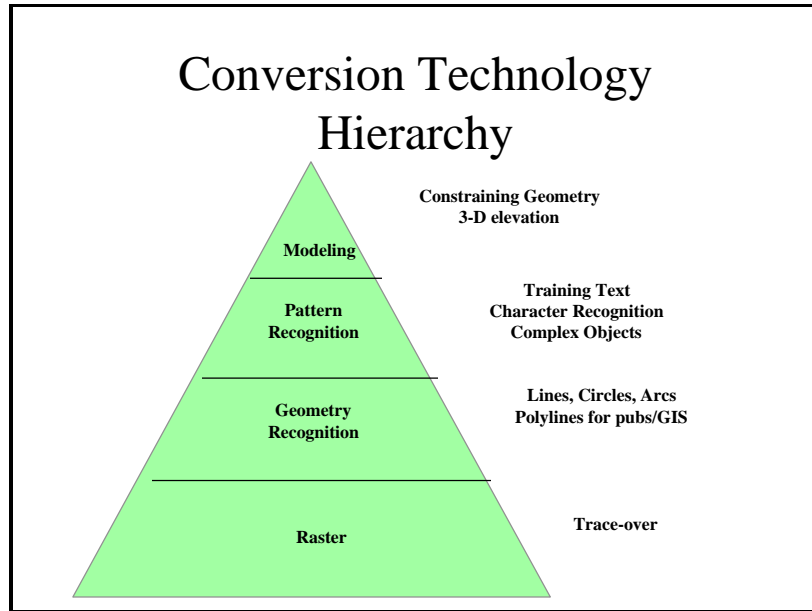 Conversion Technology
Hierarchy
Constraining Geometry
3-D elevation
Modeling
Training Text
Character Recognition
Complex Objects
Pattern
Recognition
Lines, Circles, Arcs
Polylines for pubs/GIS
Geometry
Recognition
Trace-over
Raster